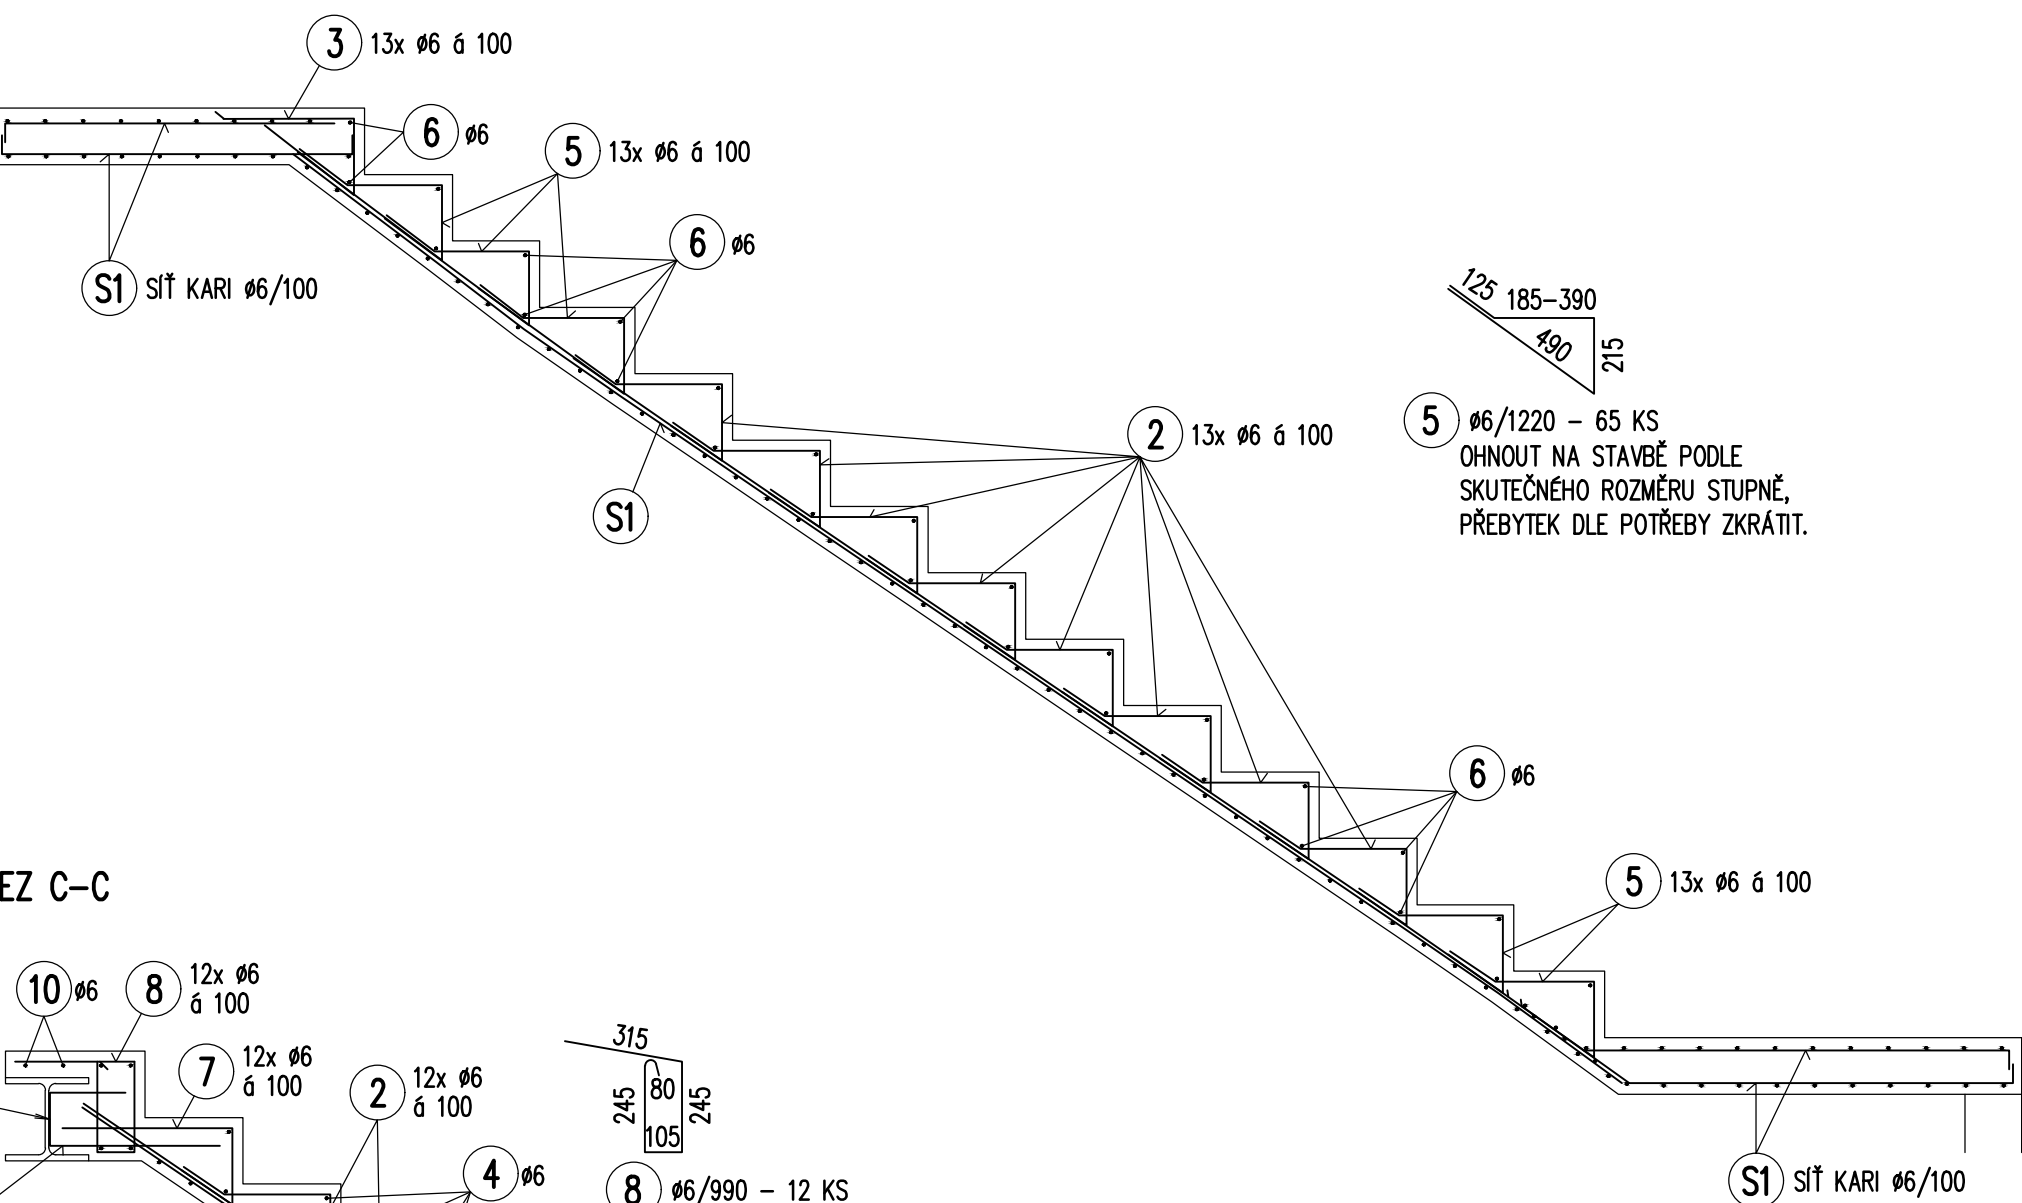 3 13x ø6 á 100
6 ø6
5 13x ø6 á 100
6 ø6
S1 SÍŤ KARI ø6/100
125 185-390
490
215
5 ø6/1220 - 65 KS
OHNOUT NA STAVBĚ PODLE
SKUTEČNÉHO ROZMĚRU STUPNĚ,
PŘEBYTEK DLE POTŘEBY ZKRÁTIT.
2 13x ø6 á 100
S1
6 ø6
5 13x ø6 á 100
EZ C-C
10 ø6
8 12x ø6
á 100
7 12x ø6
á 100
2 12x ø6
á 100
4 ø6
315
245
80
245
105
8 ø6/990 - 12 KS
S1 SÍŤ KARI ø6/100